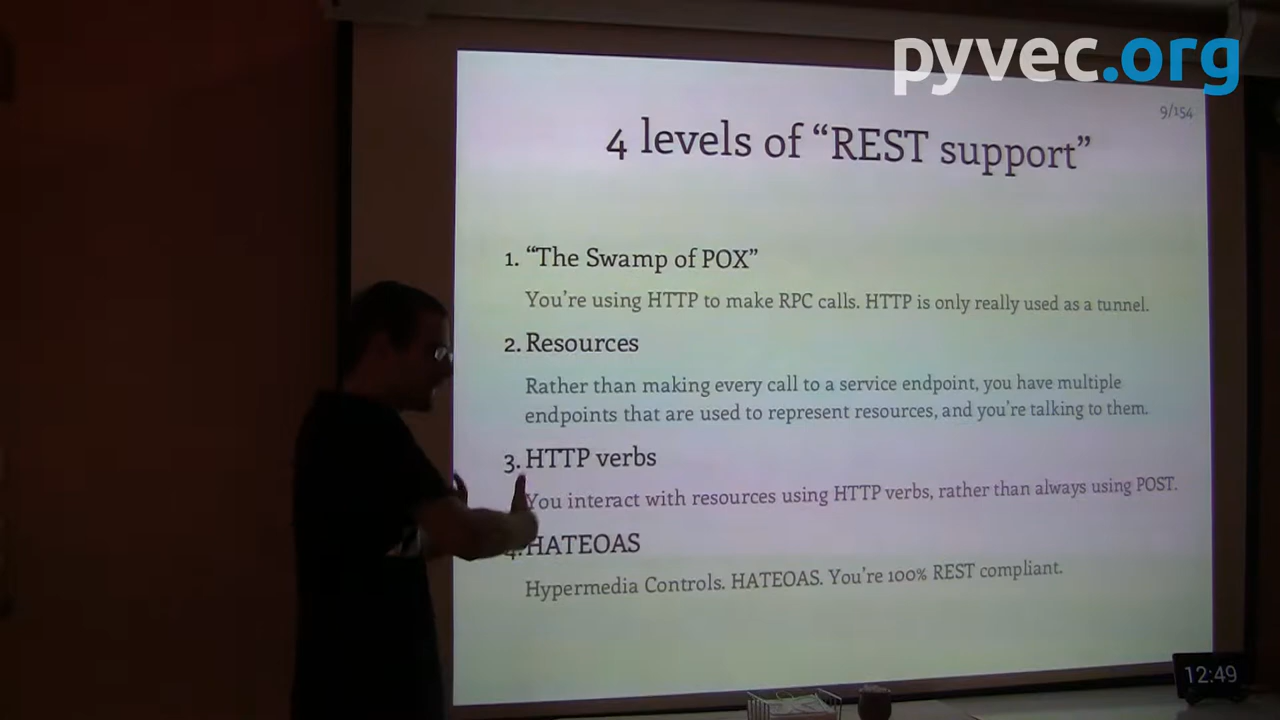 pyvec.org
9/154
4 levels of “REST support”
1. “The Swamp of POX”
You’re using HTTP to make RPC calls. HTTP is only really used as a tunnel.
2. Resources
Rather than making every call to a service endpoint, you have multiple
endpoints that are used to represent resources, and you’re talking to them.
3. HTTP verbs
You interact with resources using HTTP verbs, rather than always using POST.
4. HATEOAS
Hypermedia Controls. HATEOAS. You’re 100% REST compliant.
12:49